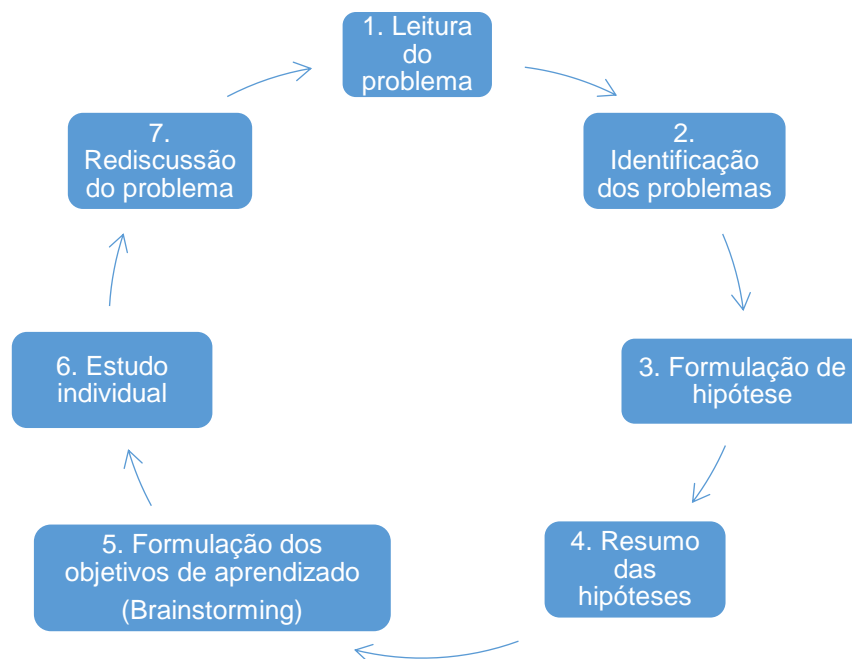 1. Leitura
do
problema
2.
Identificação
dos problemas
3. Formulação de
hipótese
4. Resumo
das
hipóteses
5. Formulação dos
objetivos de aprendizado
(Brainstorming)
6. Estudo
individual
7.
Rediscussão
do problema